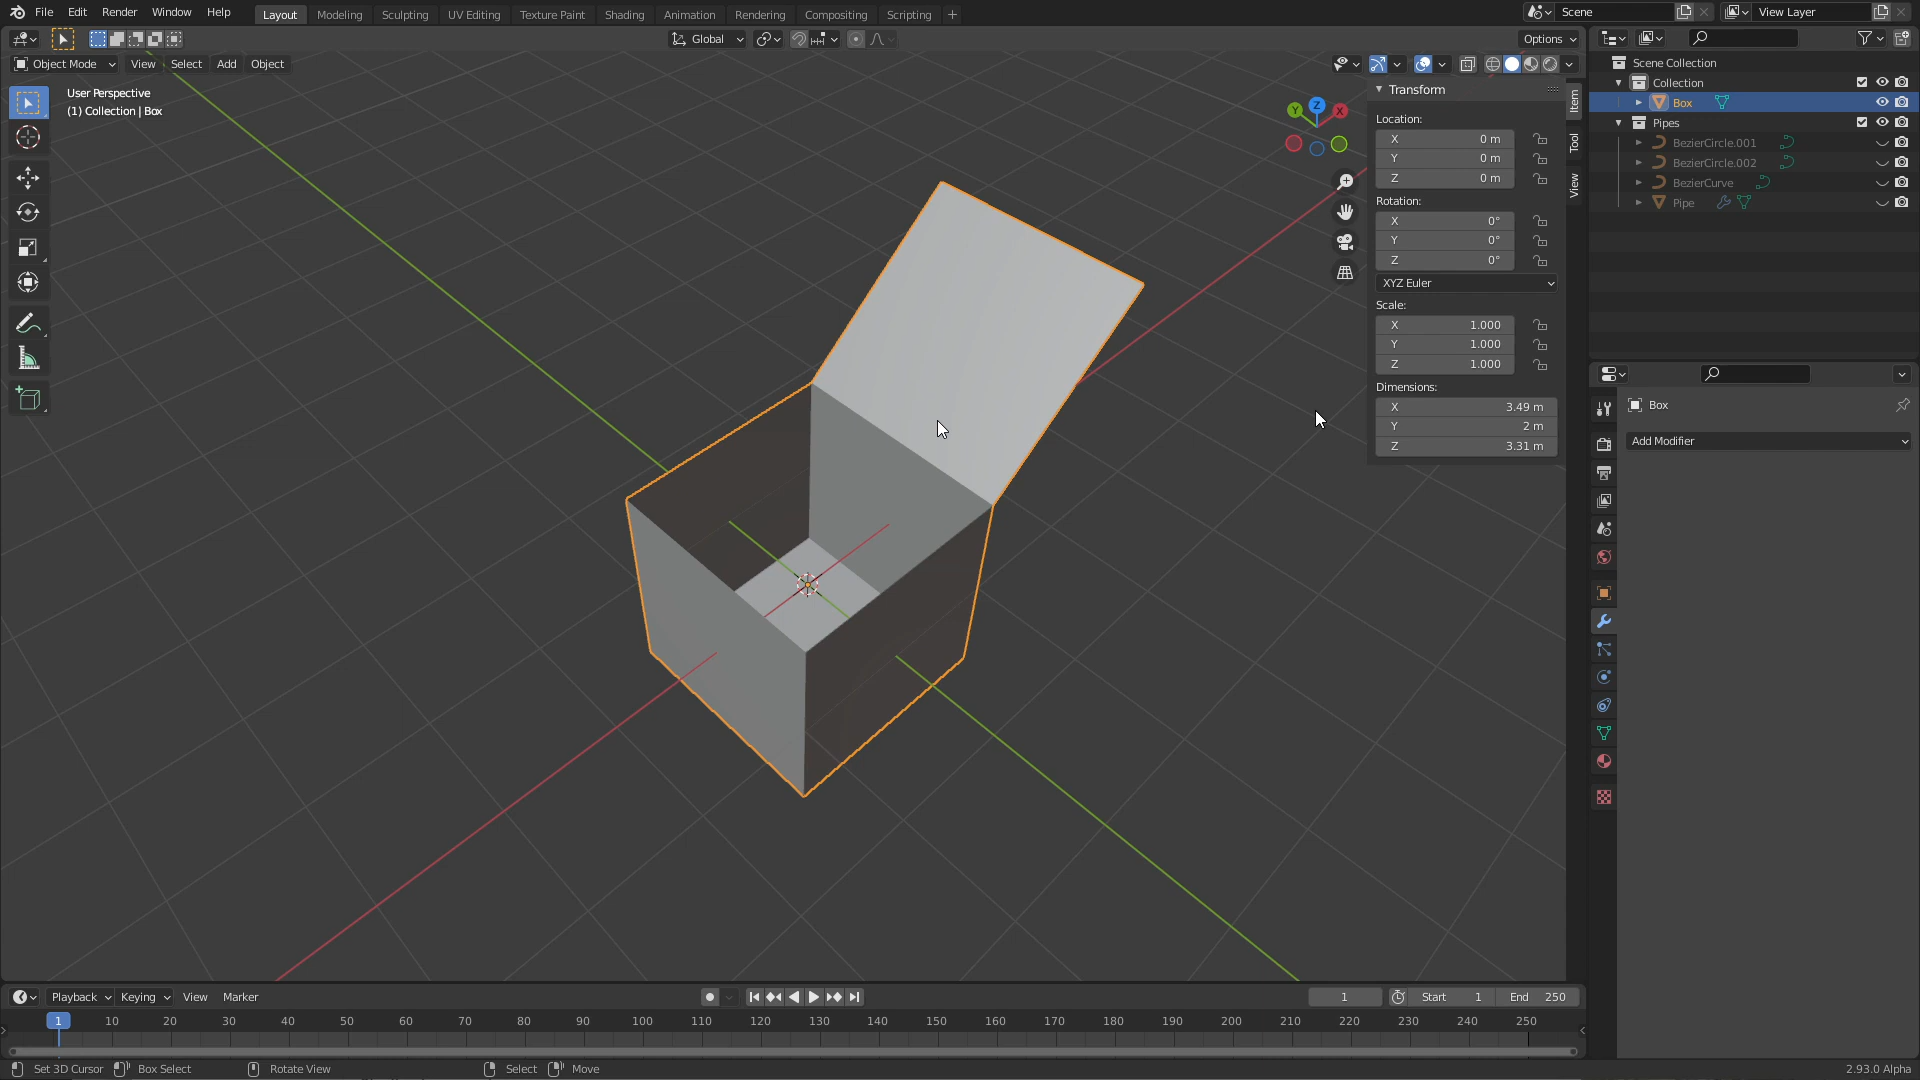 File Edit Render Window Help Layout Modeling Sculpting UV Editing Texture Paint Shading Animation Rendering Compositing Scripting + Scene View Layer
Global Options
Object Mode View Select Add Object
User Perspective
(1) Collection | Box
Z
Y
X
Transform
Location:
X 0 m
Y 0 m
Z 0 m
Rotation:
X 0°
Y 0°
Z 0°
XYZ Euler
Scale:
X 1.000
Y 1.000
Z 1.000
Dimensions:
X 3.49 m
Y 2 m
Z 3.31 m
Item
Tool
View
Scene Collection
Collection
Box
Pipes
BezierCircle.001
BezierCircle.002
BezierCurve
Pipe
Box
Add Modifier
Playback Keying View Marker 1 Start 1 End 250
1 10 20 30 40 50 60 70 80 90 100 110 120 130 140 150 160 170 180 190 200 210 220 230 240 250
Set 3D Cursor Box Select Rotate View Select Move 2.93.0 Alpha